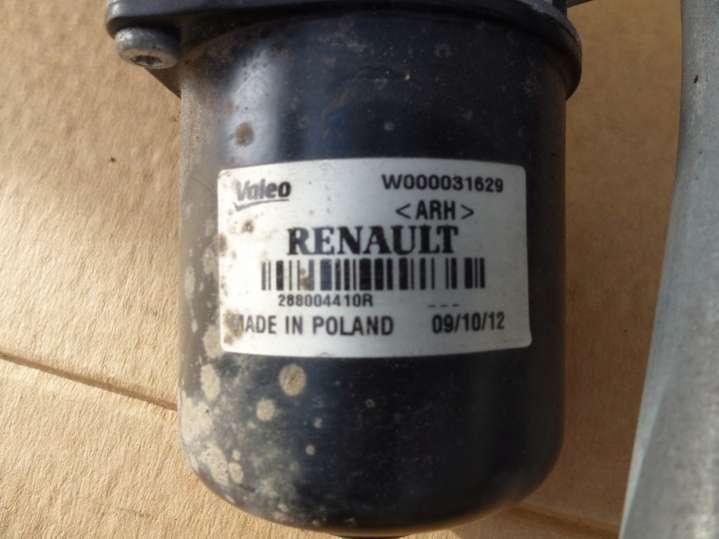 Valeo W000031629
<ARH>
RENAULT
288004410R ---
MADE IN POLAND 09/10/12